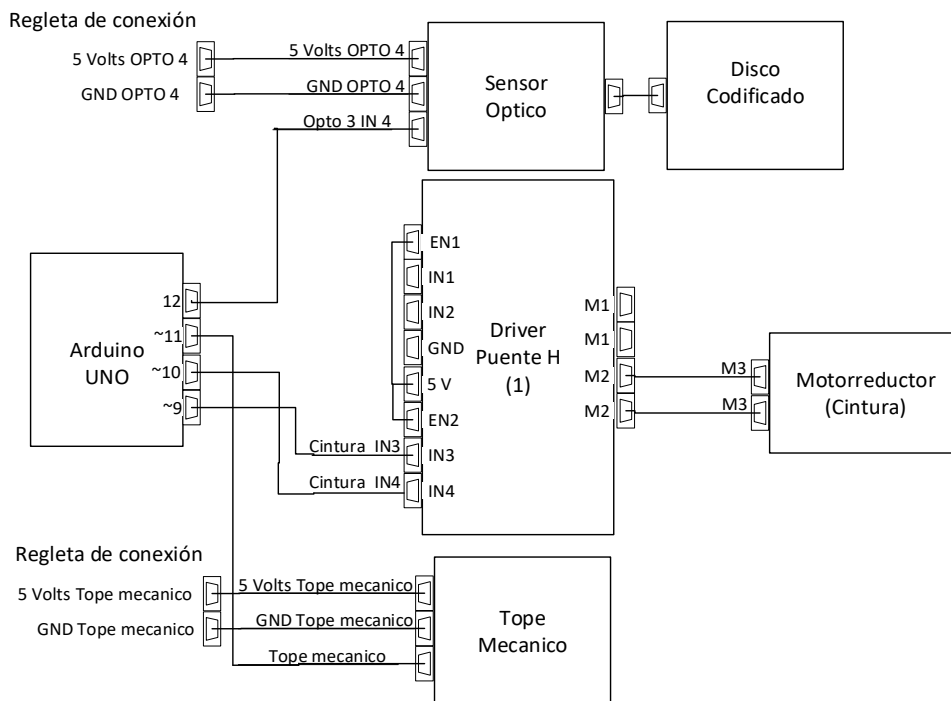 Regleta de conexión
5 Volts OPTO 4
5 Volts OPTO 4
GND OPTO 4
GND OPTO 4
Opto 3 IN 4
Sensor
Optico
Disco
Codificado
Arduino
UNO
12
~11
~10
~9
EN1
IN1
IN2
GND
5 V
EN2
Cintura IN3
IN3
Cintura IN4
IN4
Driver
Puente H
(1)
M1
M1
M2
M2
M3
M3
Motorreductor
(Cintura)
Regleta de conexión
5 Volts Tope mecanico
5 Volts Tope mecanico
GND Tope mecanico
GND Tope mecanico
Tope mecanico
Tope
Mecanico